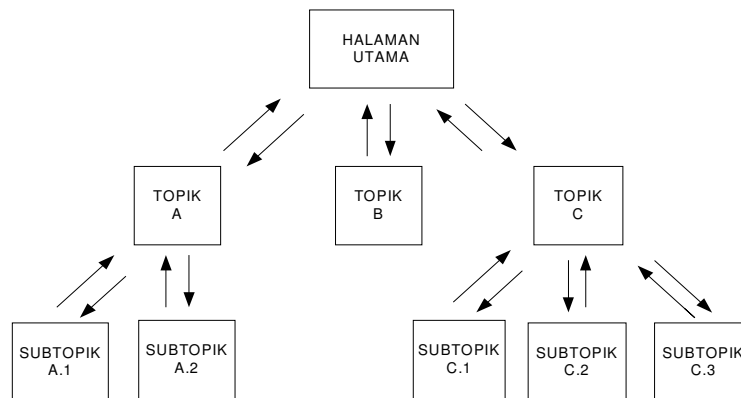 HALAMAN
UTAMA
TOPIK
A
TOPIK
B
TOPIK
C
SUBTOPIK
A.1
SUBTOPIK
A.2
SUBTOPIK
C.1
SUBTOPIK
C.2
SUBTOPIK
C.3